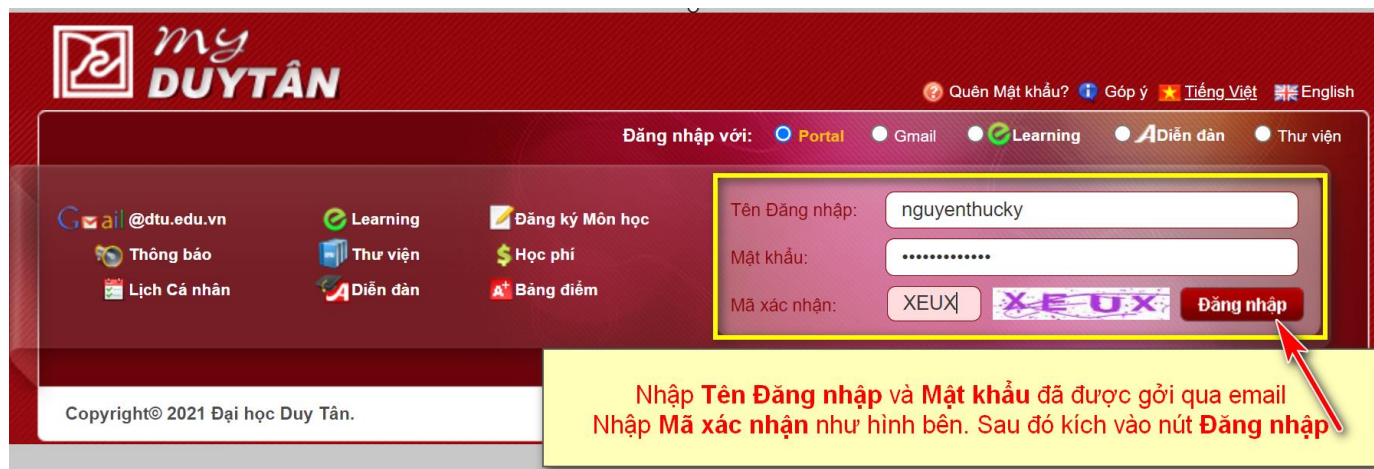 my
DUYTÂN
Quên Mật khẩu? Góp ý Tiếng Việt English
Đăng nhập với: Portal Gmail Learning Diễn đàn Thư viện
Gmail @dtu.edu.vn Learning Đăng ký Môn học
Thông báo Thư viện Học phí
Lịch Cá nhân Diễn đàn Bảng điểm
Tên Đăng nhập: nguyenthucky
Mật khẩu: •••••••••••••
Mã xác nhận: XEUX XEUX Đăng nhập
Nhập Tên Đăng nhập và Mật khẩu đã được gởi qua email
Nhập Mã xác nhận như hình bên. Sau đó kích vào nút Đăng nhập
Copyright© 2021 Đại học Duy Tân.